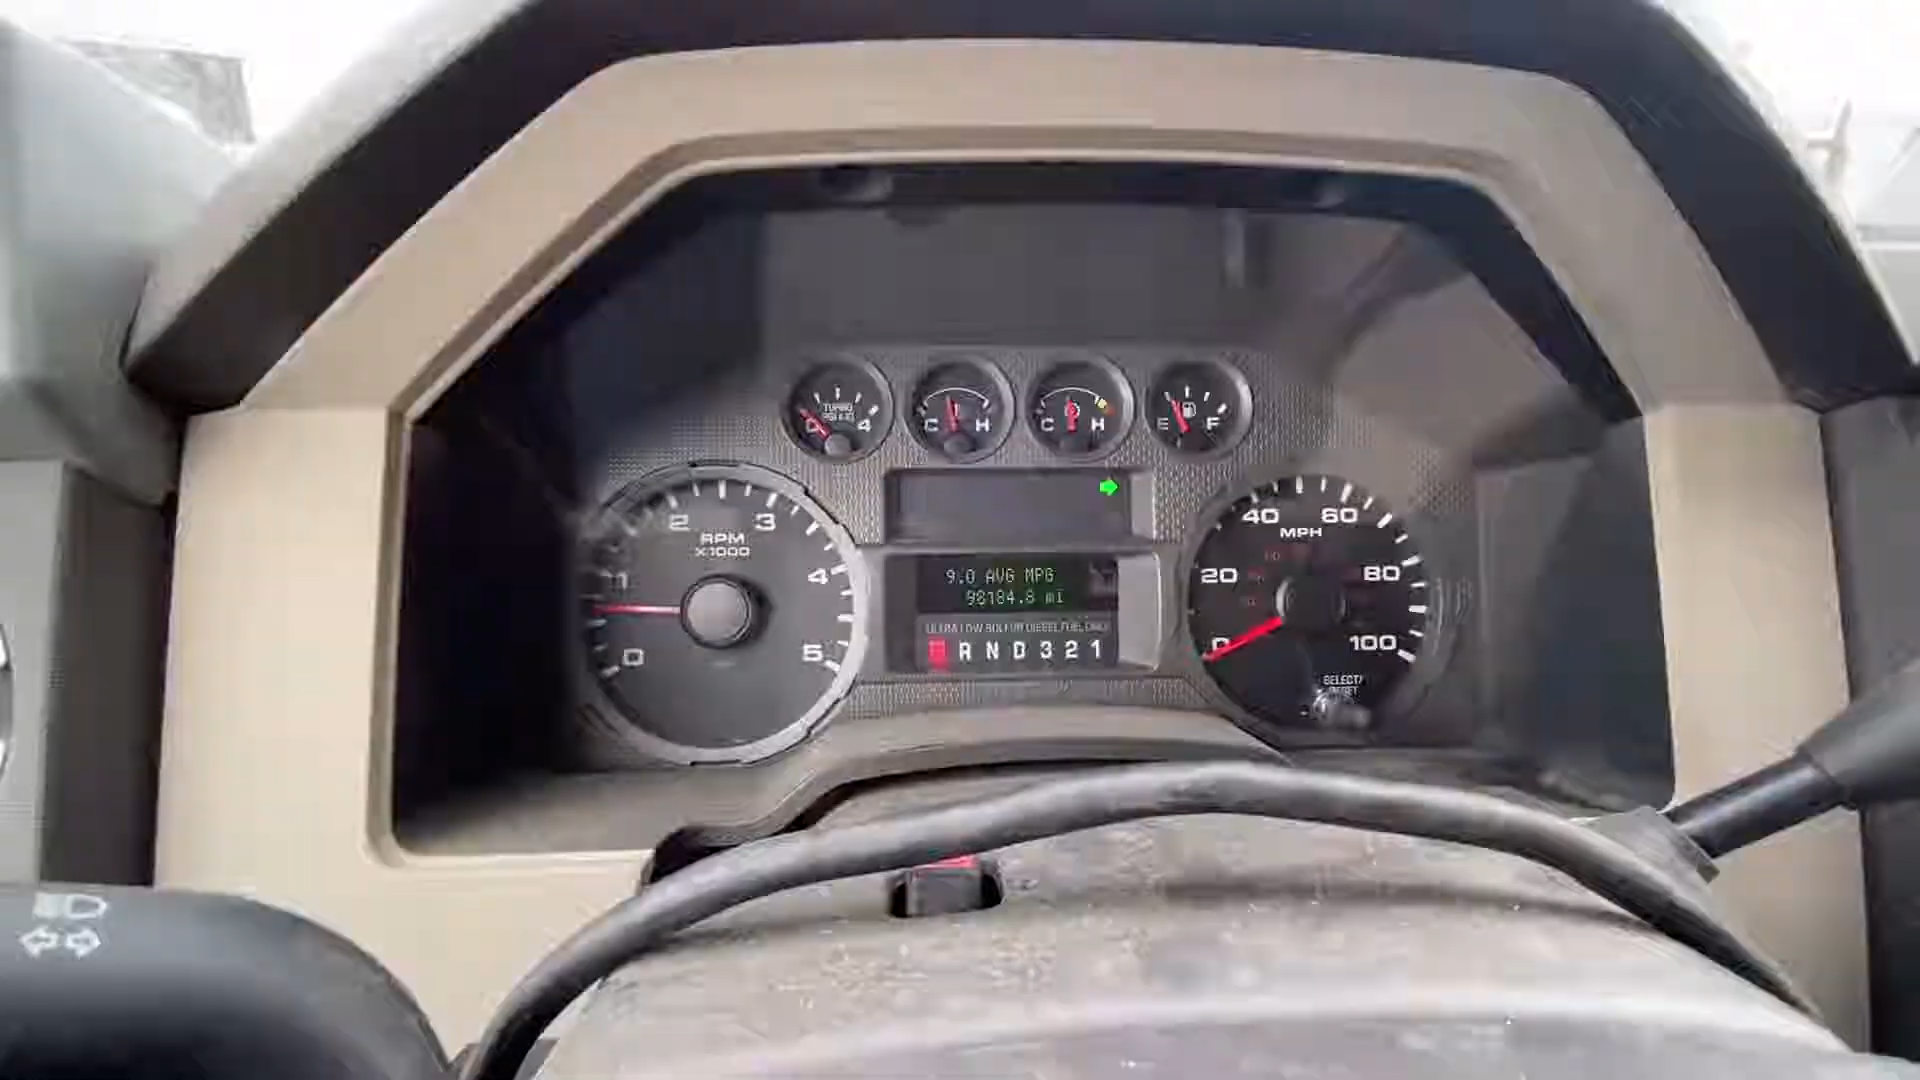 TURBO
0 4
C H
C H
E F
1 2 3 4 5 0
RPM
X1000
0 20 40 60 80 100
MPH
9.0 AVG MPG
98184.8 mi
ULTRA LOW SULFUR DIESEL FUEL ONLY
R N D 3 2 1
SELECT/
RESET